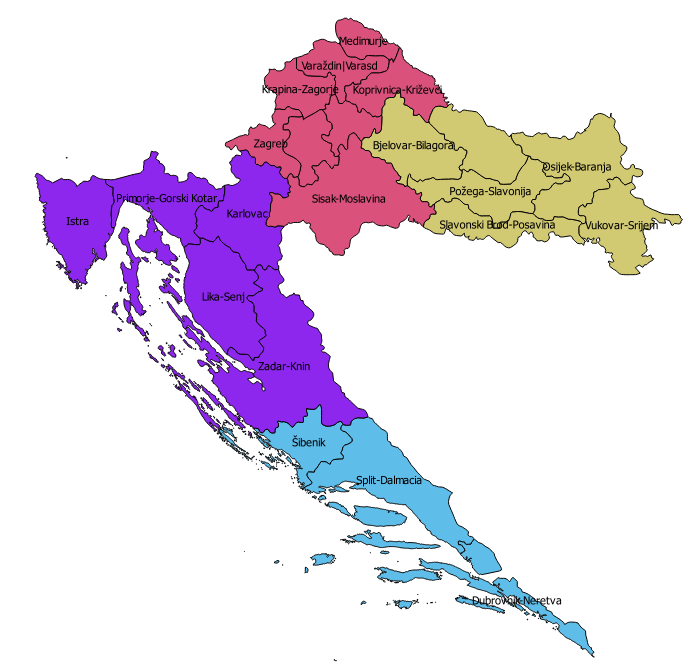 Medimurje
Varaždin|Varasd
Krapina-Zagorje
Koprivnica-Križevci
Zagreb
Bjelovar-Bilagora
Osijek-Baranja
Požega-Slavonija
Sisak-Moslavina
Primorje-Gorski Kotar
Istra
Karlovac
Slavonski Brod-Posavina
Vukovar-Srijem
Lika-Senj
Zadar-Knin
Šibenik
Split-Dalmacia
Dubrovnik-Neretva